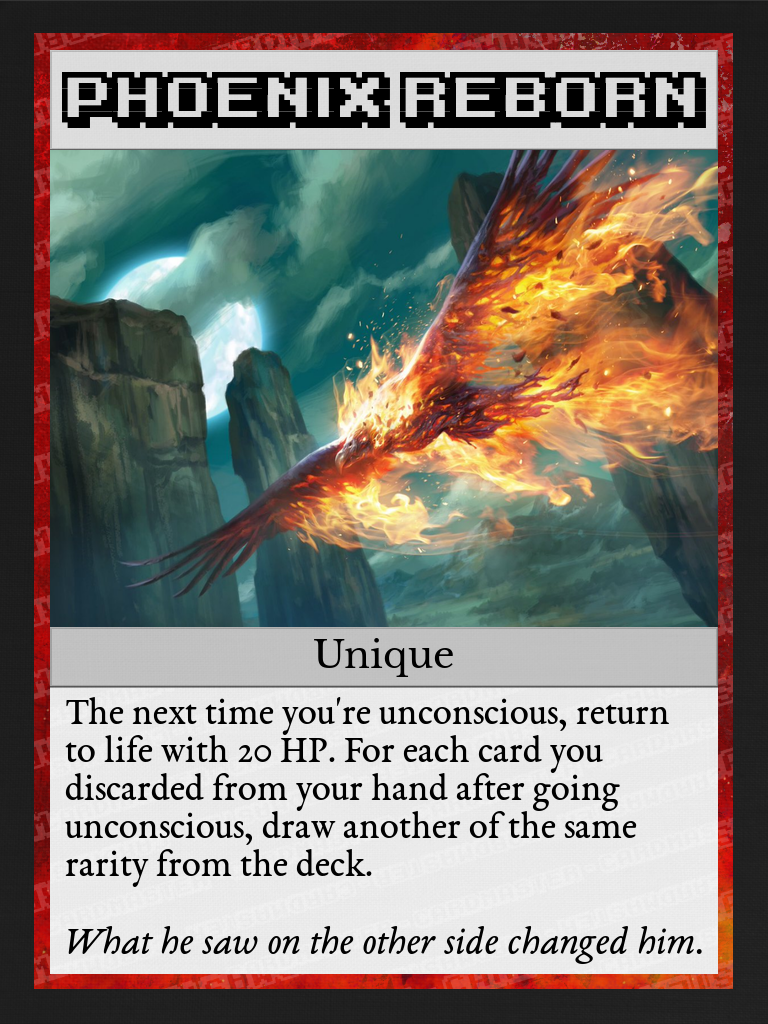 PHOENIX REBORN
Unique
The next time you're unconscious, return
to life with 20 HP. For each card you
discarded from your hand after going
unconscious, draw another of the same
rarity from the deck.
What he saw on the other side changed him.